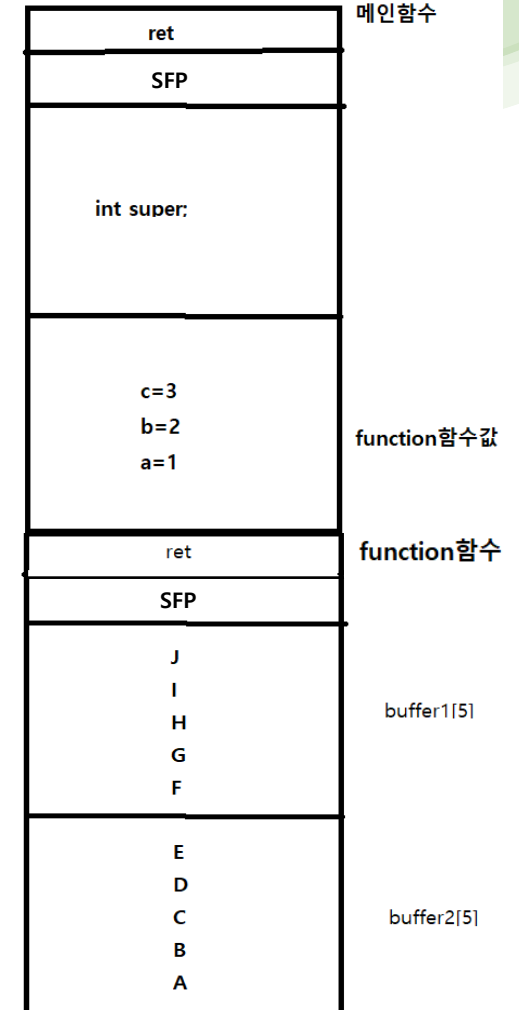 메인함수
ret
SFP
int super;
c=3
b=2
a=1
function함수값
ret
function함수
SFP
J
I
H
G
F
buffer1[5]
E
D
C
B
A
buffer2[5]